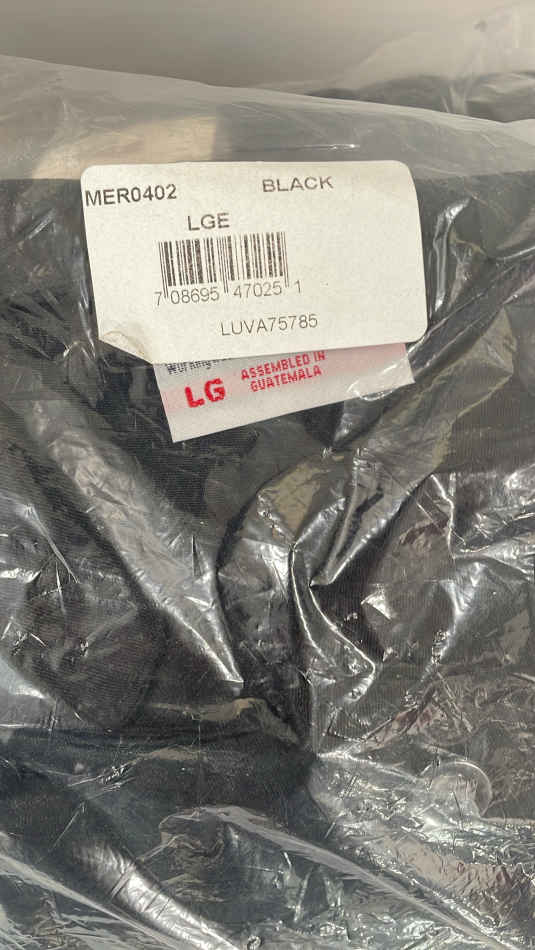 MER0402 BLACK
LGE
7 08695 47025 1
LUVA75785
LG ASSEMBLED IN
GUATEMALA